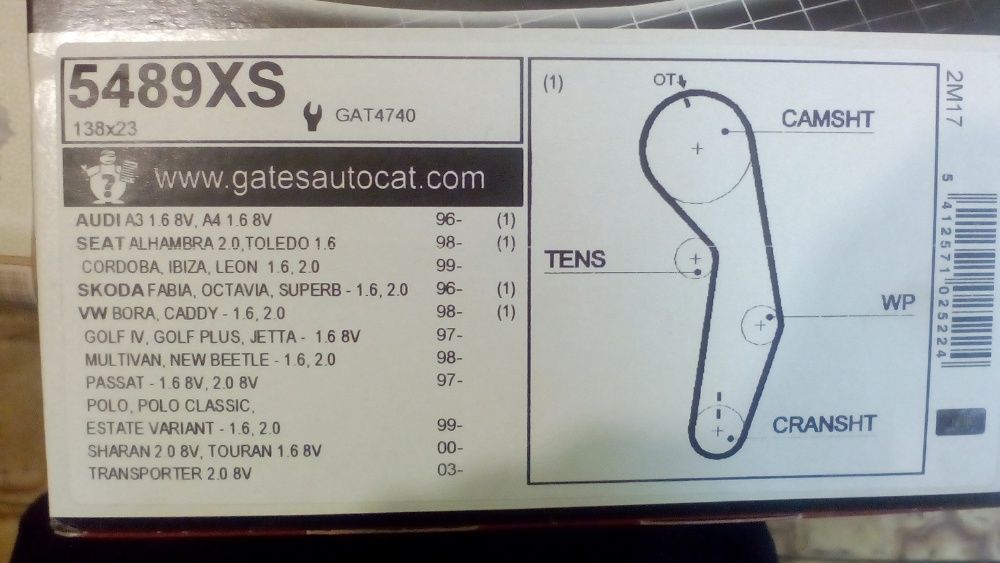 5489XS
138x23
GAT4740
www.gatesautocat.com
AUDI A3 1.6 8V, A4 1.6 8V 96- (1)
SEAT ALHAMBRA 2.0,TOLEDO 1.6 98- (1)
CORDOBA, IBIZA, LEON 1.6, 2.0 99-
SKODA FABIA, OCTAVIA, SUPERB - 1.6, 2.0 96- (1)
VW BORA, CADDY - 1.6, 2.0 98- (1)
GOLF IV, GOLF PLUS, JETTA - 1.6 8V 97-
MULTIVAN, NEW BEETLE - 1.6, 2.0 98-
PASSAT - 1.6 8V, 2.0 8V 97-
POLO, POLO CLASSIC,
ESTATE VARIANT - 1.6, 2.0 99-
SHARAN 2.0 8V, TOURAN 1.6 8V 00-
TRANSPORTER 2.0 8V 03-
(1)
OT
CAMSHT
TENS
WP
CRANSHT
2M17
5 412571 025224